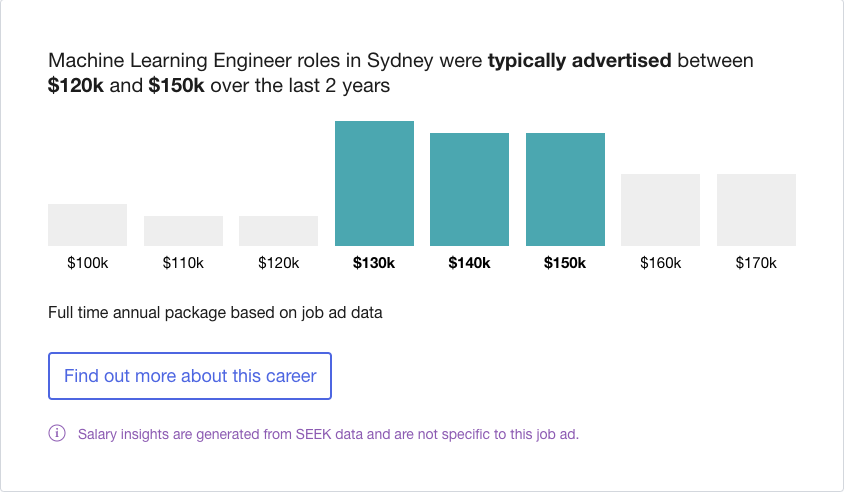 Machine Learning Engineer roles in Sydney were typically advertised between
$120k and $150k over the last 2 years
$100k $110k $120k $130k $140k $150k $160k $170k
Full time annual package based on job ad data
Find out more about this career
Salary insights are generated from SEEK data and are not specific to this job ad.